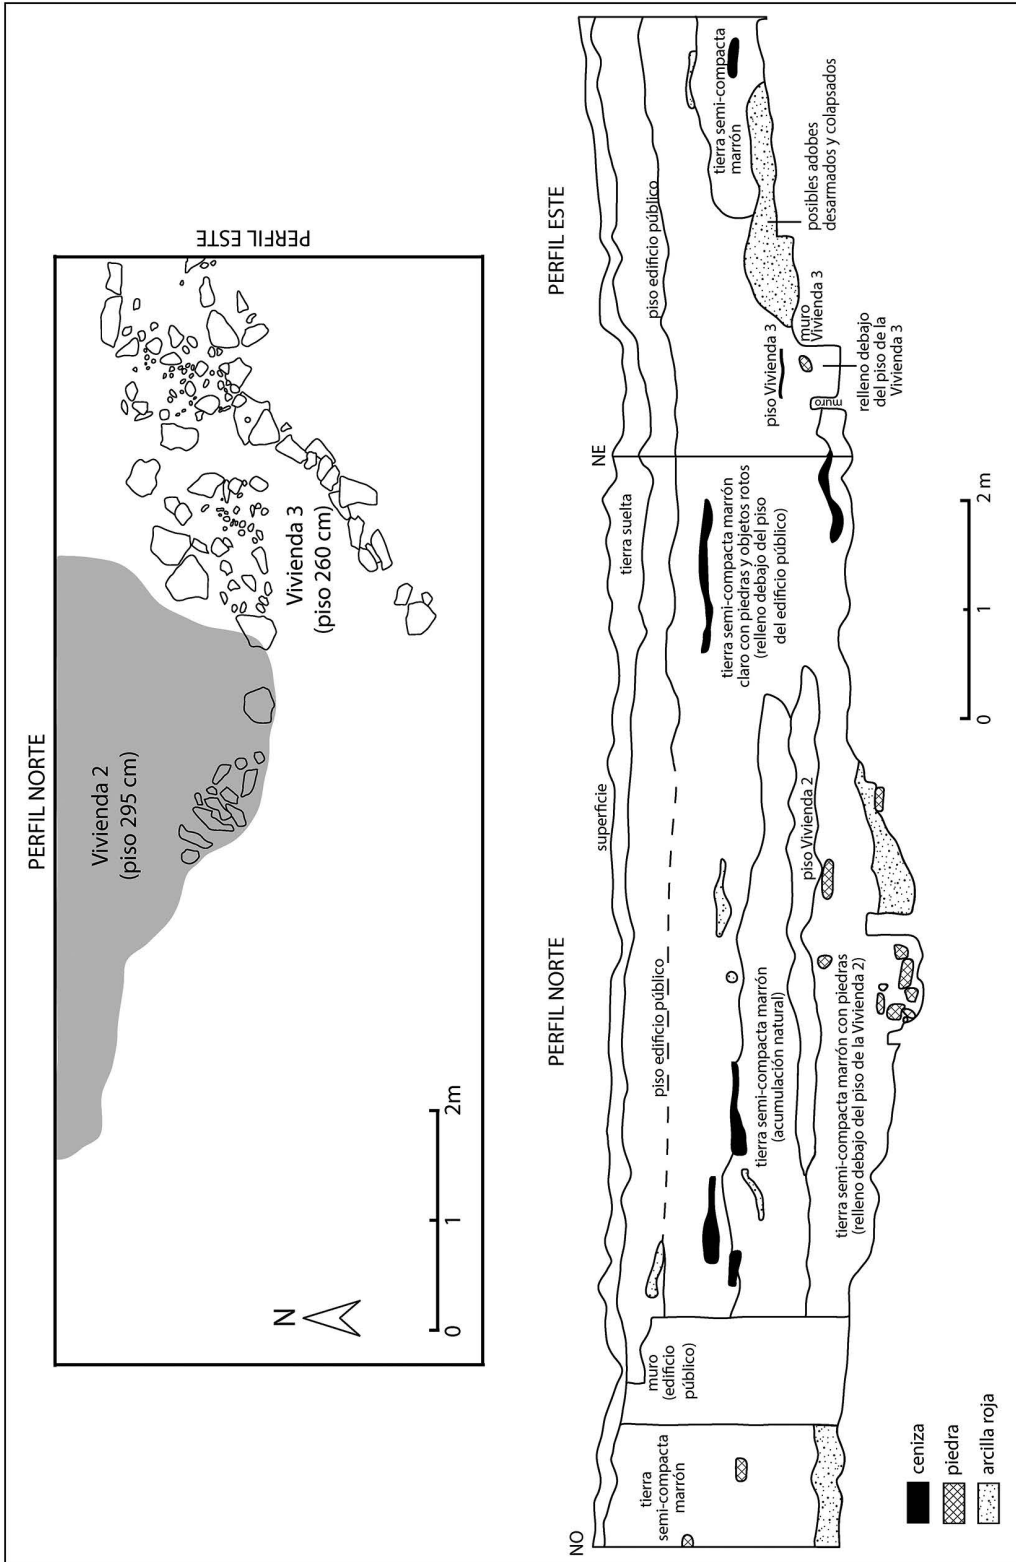 PERFIL NORTE
Vivienda 2
(piso 295 cm)
Vivienda 3
(piso 260 cm)
PERFIL ESTE
N
0 1 2m
PERFIL NORTE
PERFIL ESTE
NO
NE
superficie
tierra suelta
tierra
semi-compacta
marrón
muro
(edificio
público)
piso edificio público
tierra semi-compacta marrón
(acumulación natural)
piso Vivienda 2
tierra semi-compacta marrón con piedras
(relleno debajo del piso de la Vivienda 2)
tierra semi-compacta marrón
claro con piedras y objetos rotos
(relleno debajo del piso
del edificio público)
piso edificio público
tierra semi-compacta
marrón
piso Vivienda 3
muro
Vivienda 3
muro
relleno debajo
del piso de la
Vivienda 3
posibles adobes
desarmados y colapsados
0 1 2 m
ceniza
piedra
arcilla roja